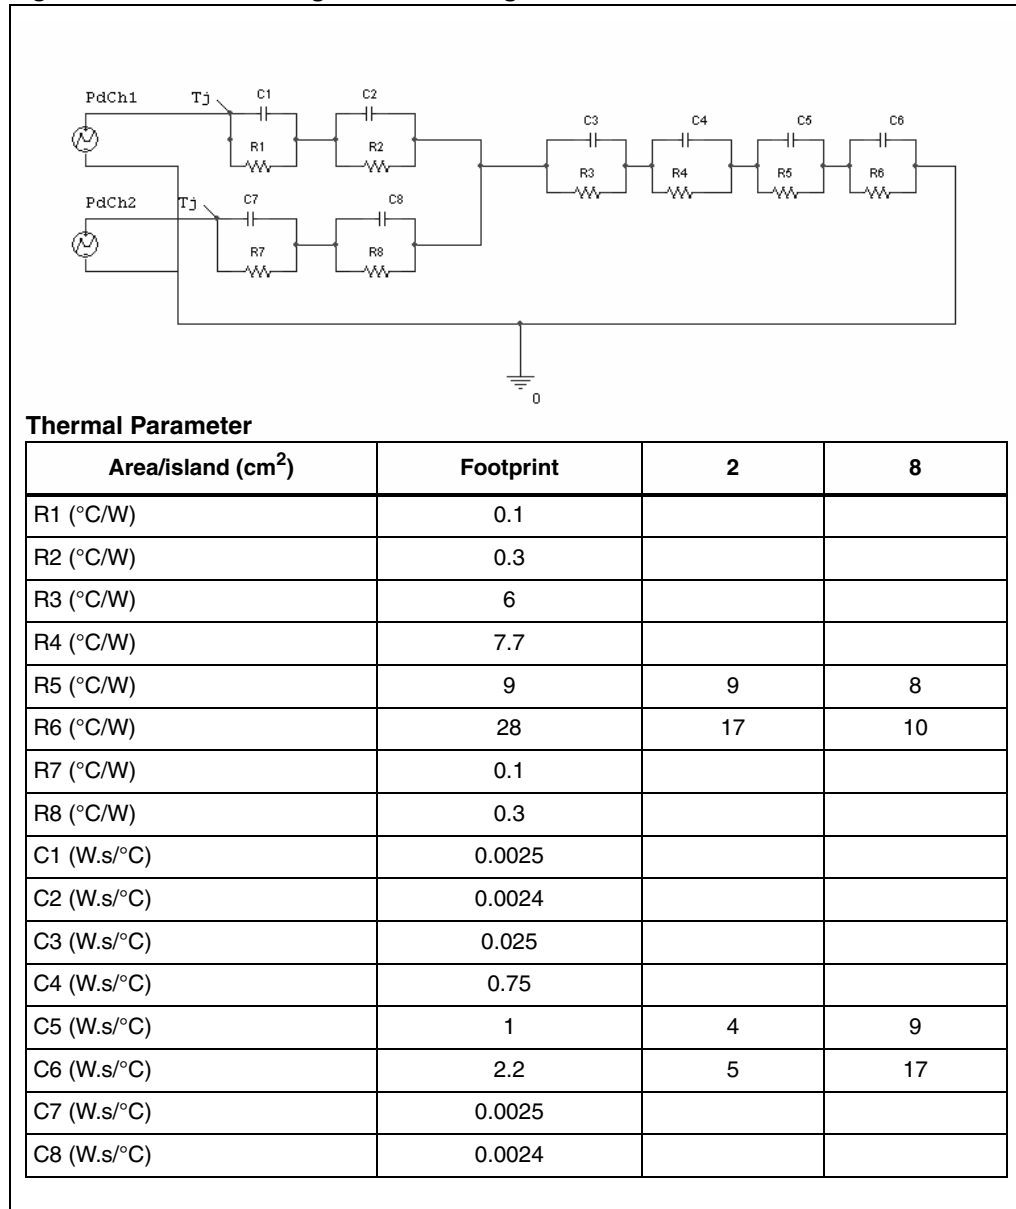 PdCh1 Tj C1 C2
R1 R2
C3 C4 C5 C6
R3 R4 R5 R6
PdCh2 Tj C7 C8
R7 R8
0
Thermal Parameter
Area/island (cm2) Footprint 2 8
R1 (°C/W) 0.1
R2 (°C/W) 0.3
R3 (°C/W) 6
R4 (°C/W) 7.7
R5 (°C/W) 9 9 8
R6 (°C/W) 28 17 10
R7 (°C/W) 0.1
R8 (°C/W) 0.3
C1 (W.s/°C) 0.0025
C2 (W.s/°C) 0.0024
C3 (W.s/°C) 0.025
C4 (W.s/°C) 0.75
C5 (W.s/°C) 1 4 9
C6 (W.s/°C) 2.2 5 17
C7 (W.s/°C) 0.0025
C8 (W.s/°C) 0.0024